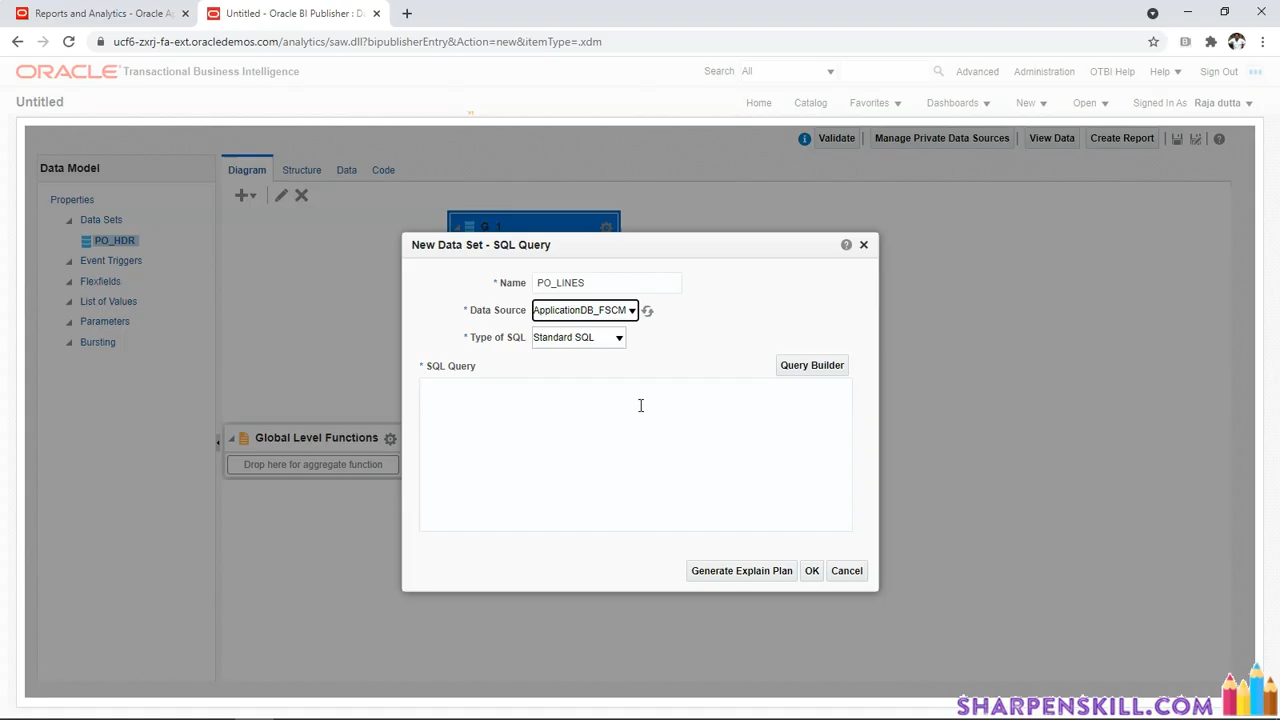 Reports and Analytics - Oracle Ap
Untitled - Oracle BI Publisher : Da
ucf6-zxrj-fa-ext.oracledemos.com/analytics/saw.dll?bipublisherEntry&Action=new&itemType=.xdm
ORACLE Transactional Business Intelligence
Search All
Advanced
Administration
OTBI Help
Help
Sign Out
Untitled
Home
Catalog
Favorites
Dashboards
New
Open
Signed In As Raja dutta
Validate
Manage Private Data Sources
View Data
Create Report
Data Model
Diagram
Structure
Data
Code
Properties
Data Sets
PO_HDR
Event Triggers
Flexfields
List of Values
Parameters
Bursting
New Data Set - SQL Query
* Name PO_LINES
* Data Source ApplicationDB_FSCM
* Type of SQL Standard SQL
* SQL Query
Query Builder
Global Level Functions
Drop here for aggregate function
Generate Explain Plan
OK
Cancel
SHARPENSKILL.COM